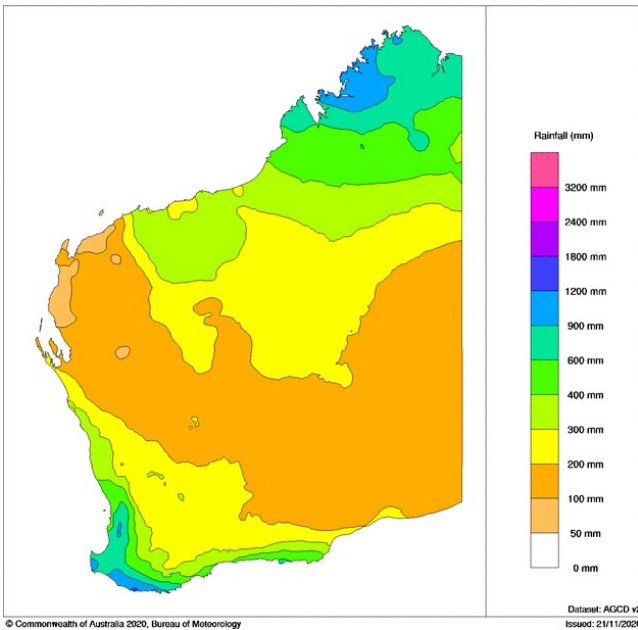 Rainfall (mm)
3200 mm
2400 mm
1800 mm
1200 mm
900 mm
600 mm
400 mm
300 mm
200 mm
100 mm
50 mm
0 mm
Dataset: AGCD v2
© Commonwealth of Australia 2020, Bureau of Meteorology
Issued: 21/11/2020